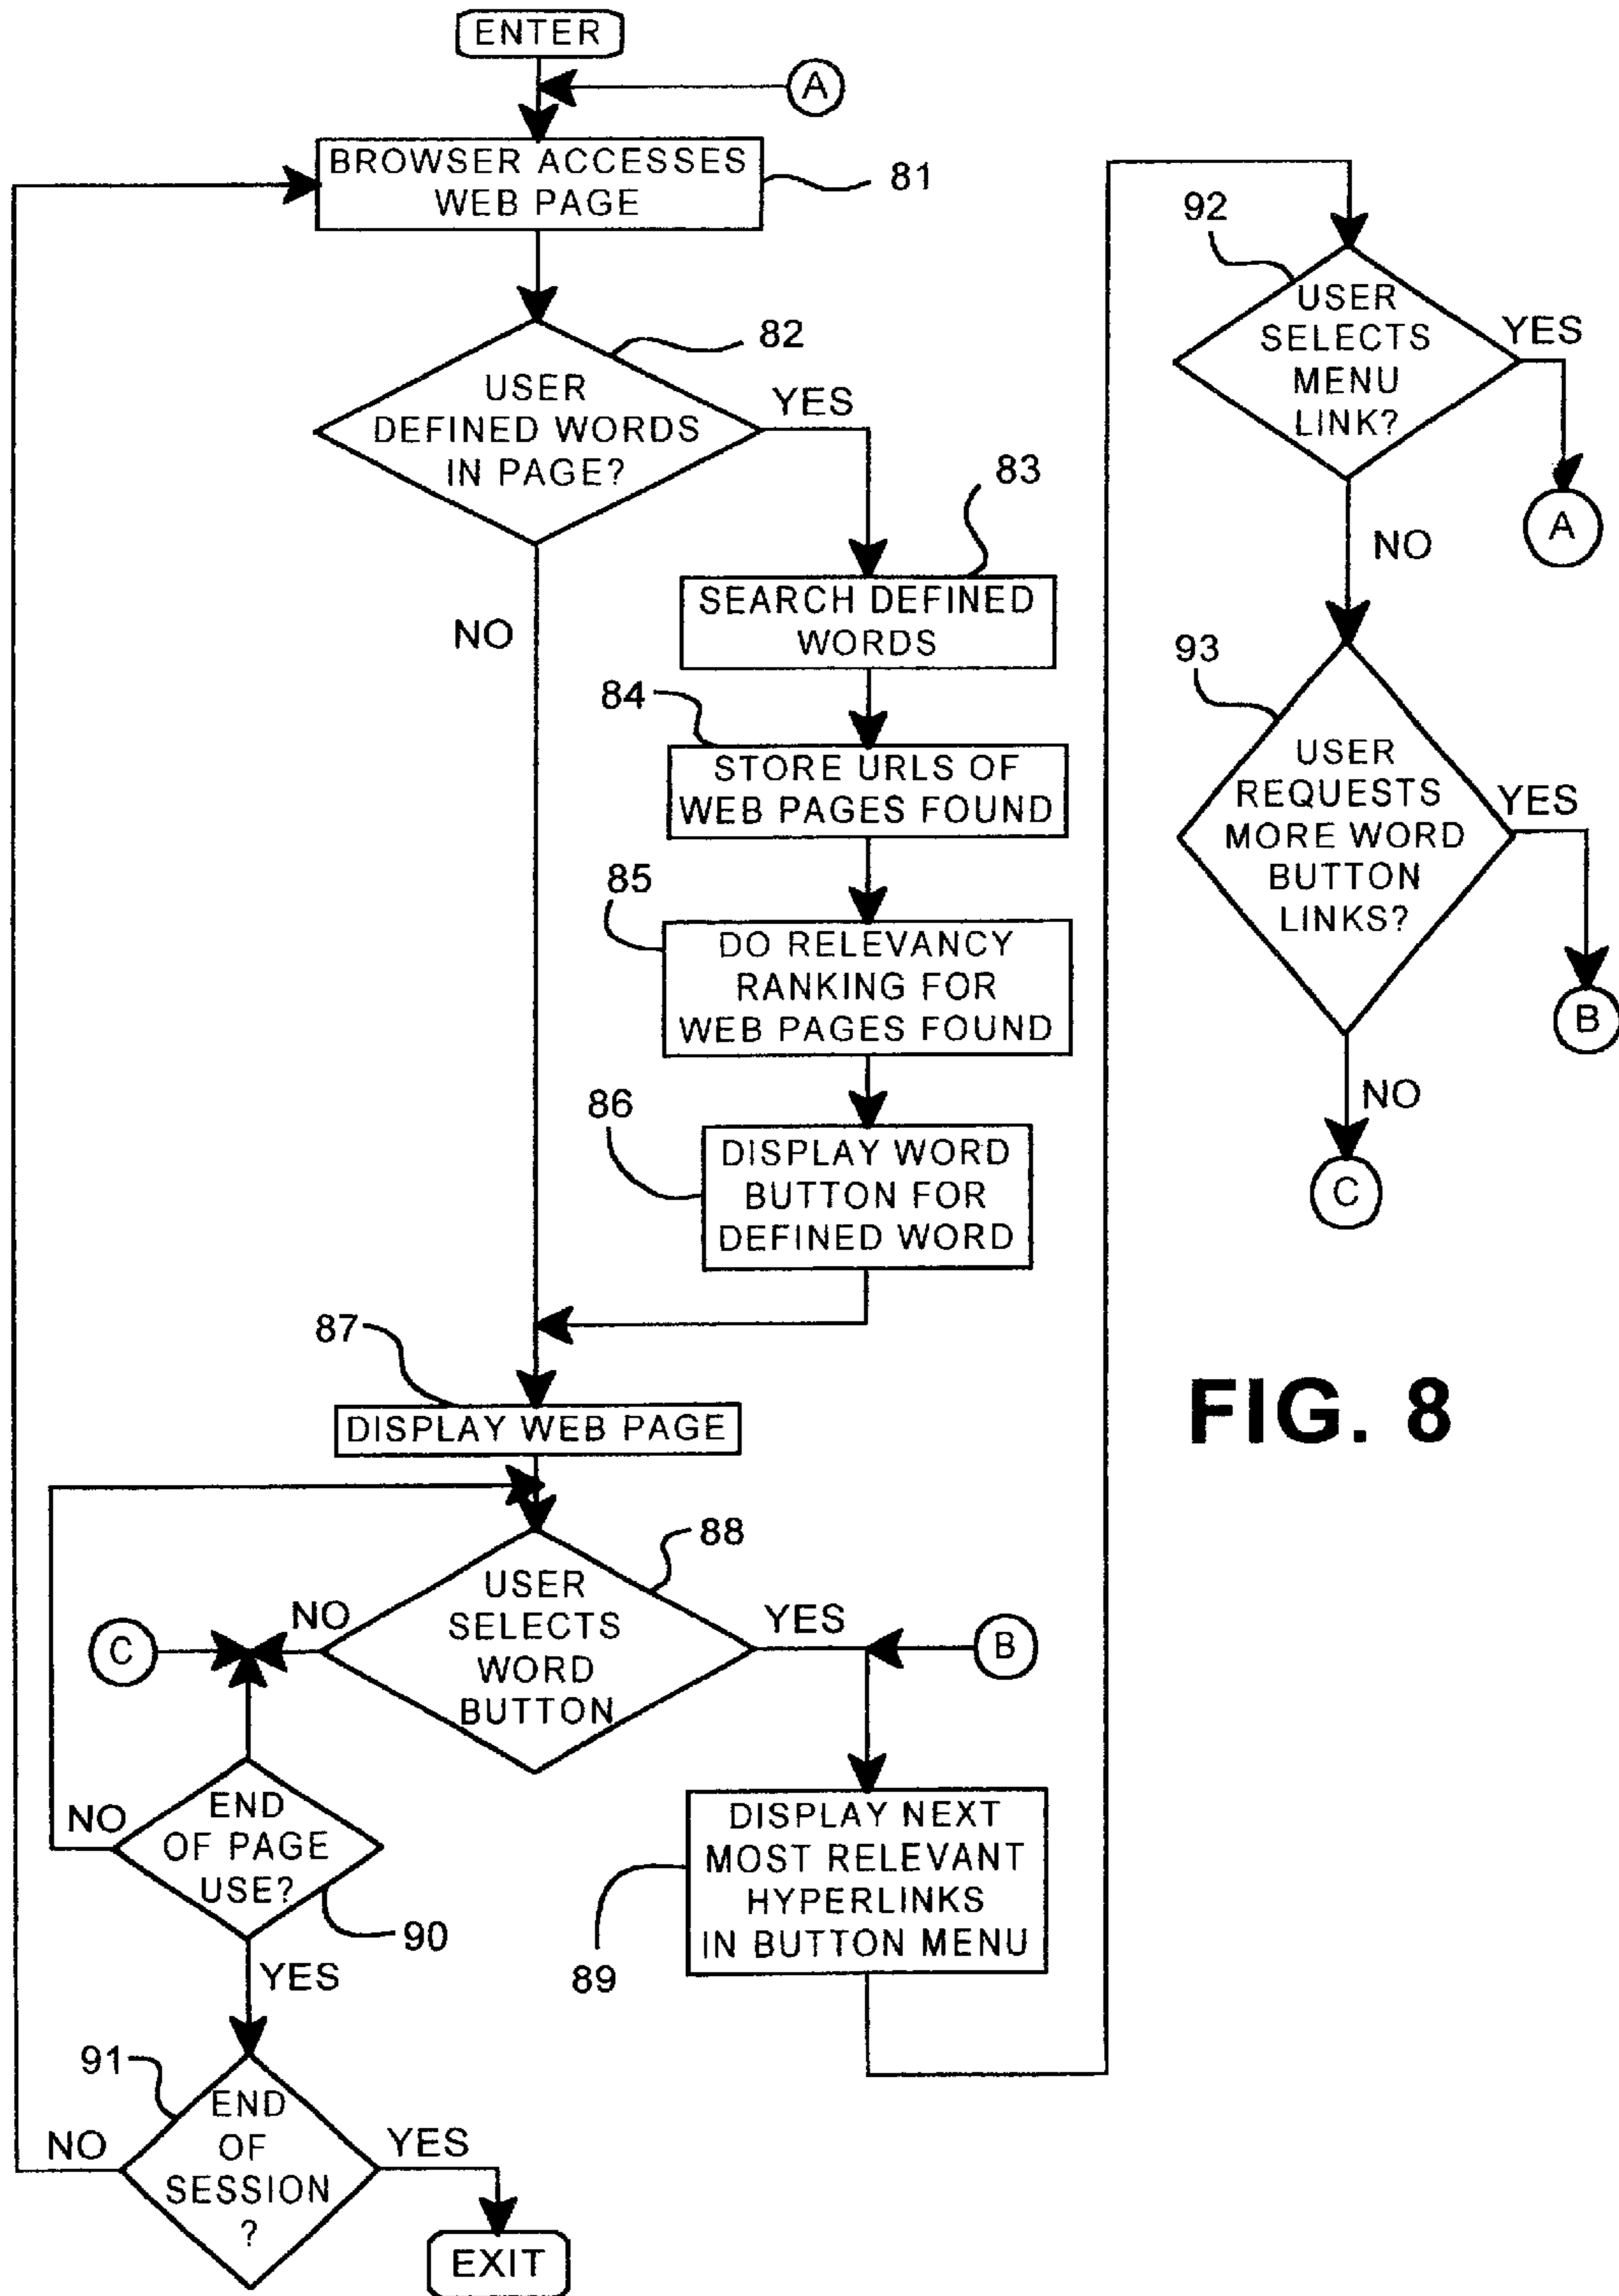 ENTER
A
BROWSER ACCESSES
WEB PAGE
81
82
USER
DEFINED WORDS
IN PAGE?
YES
NO
83
SEARCH DEFINED
WORDS
84
STORE URLS OF
WEB PAGES FOUND
85
DO RELEVANCY
RANKING FOR
WEB PAGES FOUND
86
DISPLAY WORD
BUTTON FOR
DEFINED WORD
87
DISPLAY WEB PAGE
88
USER
SELECTS
WORD
BUTTON
NO
YES
C
B
89
DISPLAY NEXT
MOST RELEVANT
HYPERLINKS
IN BUTTON MENU
END
OF PAGE
USE?
NO
90
YES
91
END
OF
SESSION
?
NO
YES
EXIT
92
USER
SELECTS
MENU
LINK?
YES
A
NO
93
USER
REQUESTS
MORE WORD
BUTTON
LINKS?
YES
B
NO
C
FIG. 8